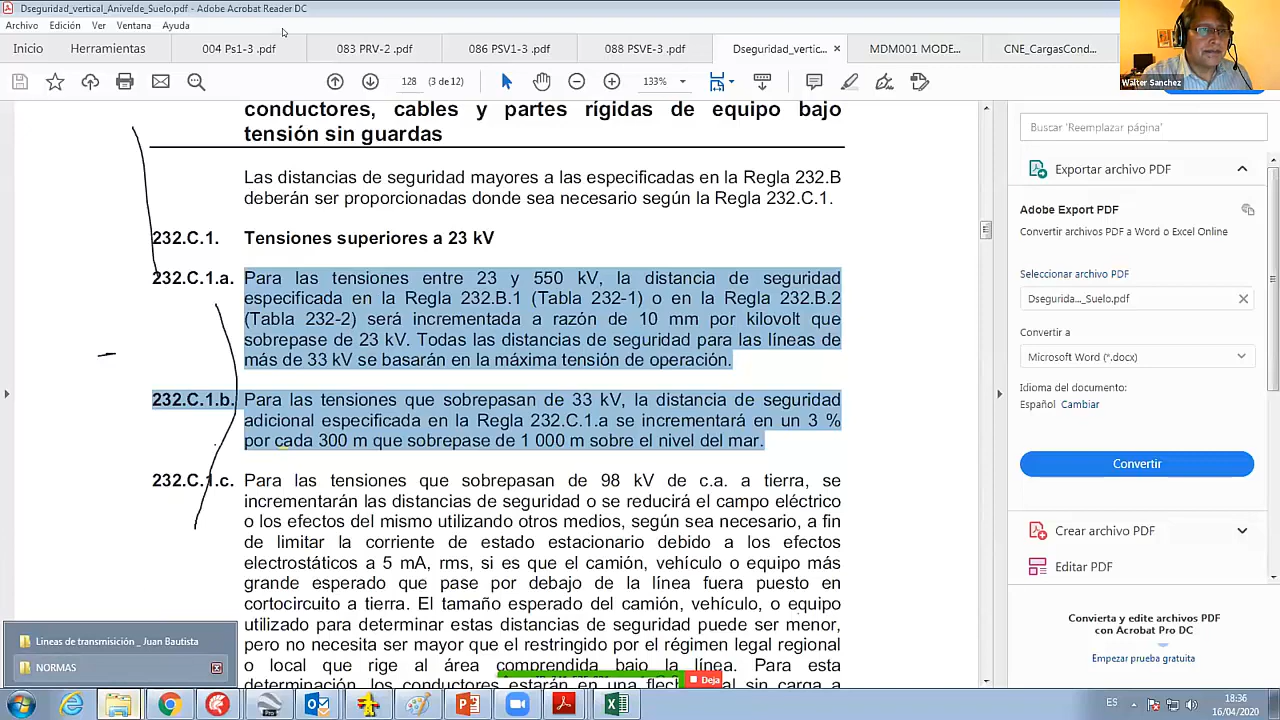 Dseguridad_vertical_Anivelde_Suelo.pdf - Adobe Acrobat Reader DC
Archivo Edición Ver Ventana Ayuda
Inicio Herramientas 004 Ps1-3 .pdf 083 PRV-2 .pdf 086 PSV1-3 .pdf 088 PSVE-3 .pdf Dseguridad_vertic... × MDM001 MODE... CNE_CargasCond...
Walter Sanchez
128 (3 de 12) 133%
conductores, cables y partes rígidas de equipo bajo
tensión sin guardas
Las distancias de seguridad mayores a las especificadas en la Regla 232.B
deberán ser proporcionadas donde sea necesario según la Regla 232.C.1.
232.C.1. Tensiones superiores a 23 kV
232.C.1.a. Para las tensiones entre 23 y 550 kV, la distancia de seguridad
especificada en la Regla 232.B.1 (Tabla 232-1) o en la Regla 232.B.2
(Tabla 232-2) será incrementada a razón de 10 mm por kilovolt que
sobrepase de 23 kV. Todas las distancias de seguridad para las líneas de
más de 33 kV se basarán en la máxima tensión de operación.
232.C.1.b. Para las tensiones que sobrepasan de 33 kV, la distancia de seguridad
adicional especificada en la Regla 232.C.1.a se incrementará en un 3 %
por cada 300 m que sobrepase de 1 000 m sobre el nivel del mar.
232.C.1.c. Para las tensiones que sobrepasan de 98 kV de c.a. a tierra, se
incrementarán las distancias de seguridad o se reducirá el campo eléctrico
o los efectos del mismo utilizando otros medios, según sea necesario, a fin
de limitar la corriente de estado estacionario debido a los efectos
electrostáticos a 5 mA, rms, si es que el camión, vehículo o equipo más
grande esperado que pase por debajo de la línea fuera puesto en
cortocircuito a tierra. El tamaño esperado del camión, vehículo, o equipo
utilizado para determinar estas distancias de seguridad puede ser menor,
pero no necesita ser mayor que el restringido por el régimen legal regional
o local que rige al área comprendida bajo la línea. Para esta
determinación, los conductores estarán en una flech al sin carga a
Deja
Buscar 'Reemplazar página'
Exportar archivo PDF
Adobe Export PDF
Convertir archivos PDF a Word o Excel Online
Seleccionar archivo PDF
Dsegurida..._Suelo.pdf
Convertir a
Microsoft Word (*.docx)
Idioma del documento:
Español Cambiar
Convertir
Crear archivo PDF
Editar PDF
Convierta y edite archivos PDF
con Acrobat Pro DC
Empezar prueba gratuita
Lineas de transmisición _ Juan Bautista
NORMAS
ES
18:36
16/04/2020